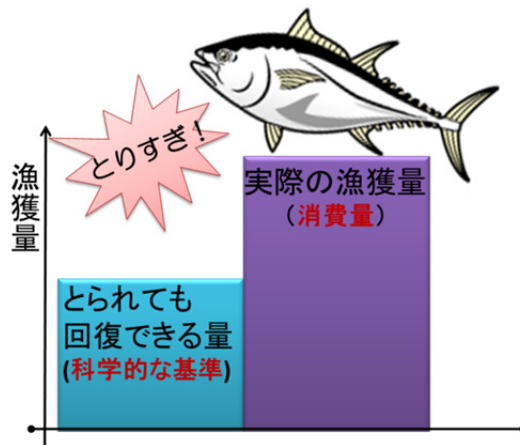 とりすぎ！
漁獲量
実際の漁獲量
（消費量）
とられても
回復できる量
(科学的な基準)